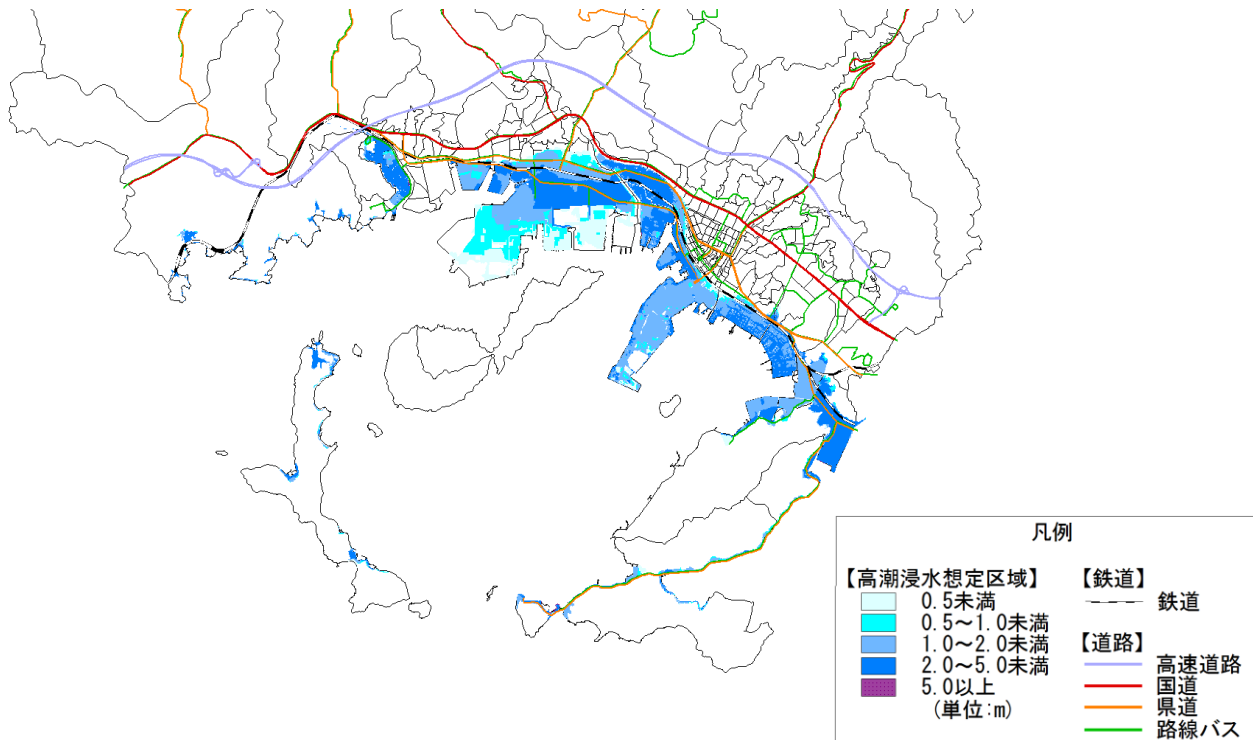 凡例
【高潮浸水想定区域】
0.5未満
0.5～1.0未満
1.0～2.0未満
2.0～5.0未満
5.0以上
(単位:m)
【鉄道】
鉄道
【道路】
高速道路
国道
県道
路線バス